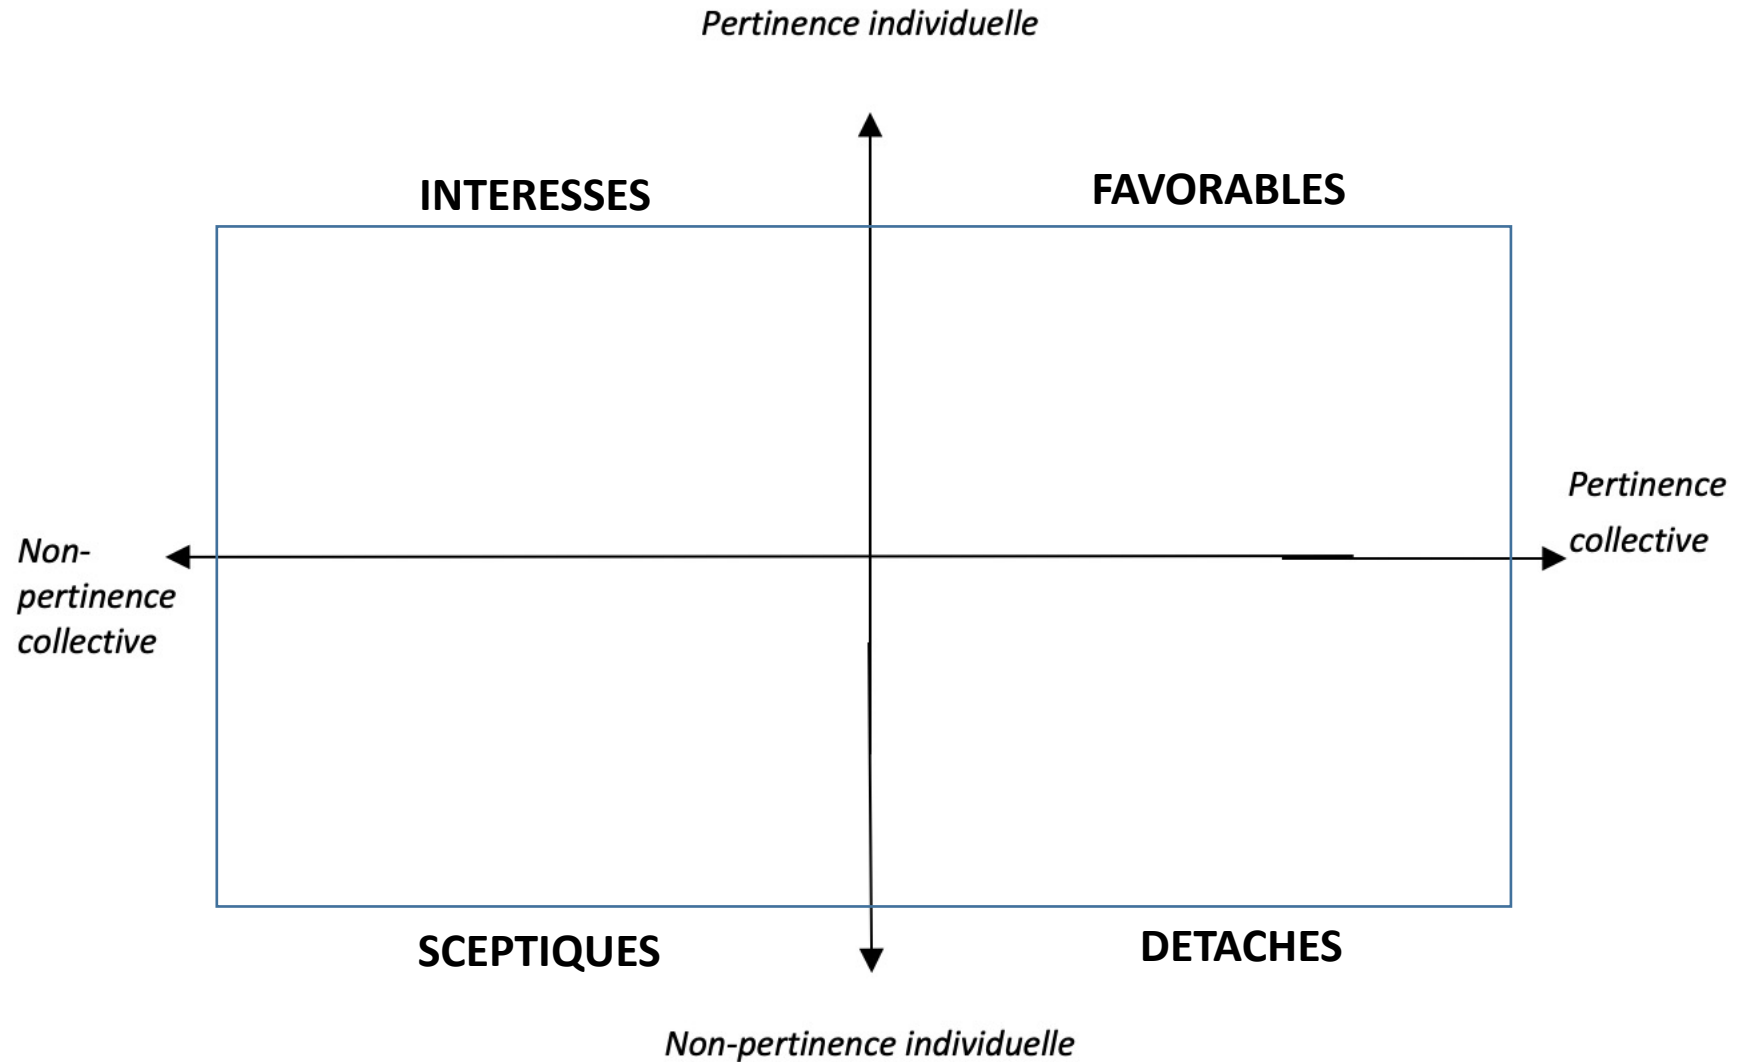 Pertinence individuelle
INTERESSES
FAVORABLES
Pertinence
collective
Non-
pertinence
collective
SCEPTIQUES
DETACHES
Non-pertinence individuelle